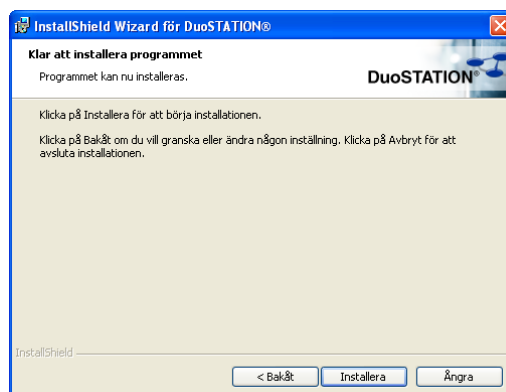 InstallShield Wizard för DuoSTATION®
Klar att installera programmet
Programmet kan nu installeras.
DuoSTATION®
Klicka på Installera för att börja installationen.
Klicka på Bakåt om du vill granska eller ändra någon inställning. Klicka på Avbryt för att
avsluta installationen.
InstallShield
< Bakåt
Installera
Ångra